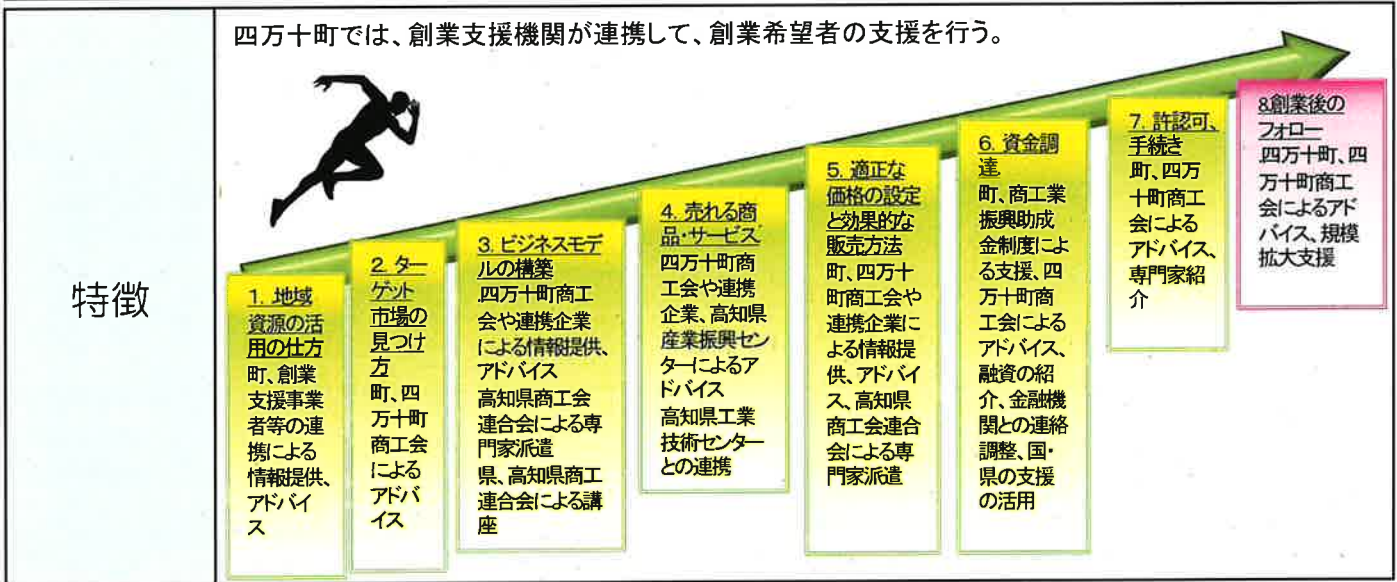 四万十町では、創業支援機関が連携して、創業希望者の支援を行う。
特徴
1. 地域
資源の活
用の仕方
町、創業
支援事業
者等の連
携による
情報提供、
アドバイ
ス
2. ター
ゲット
市場の
見つけ
方
町、四
万十町
商工会
による
アドバ
イス
3. ビジネスモデ
ルの構築
四万十町商工
会や連携企業
による情報提供、
アドバイス
高知県商工会
連合会による専
門家派遣
県、高知県商工
連合会による講
座
4. 売れる商
品・サービス
四万十町商
工会や連携
企業、高知県
産業振興セン
ターによるア
ドバイス
高知県工業
技術センター
との連携
5. 適正な
価格の設定
と効果的な
販売方法
町、四万十
町商工会や
連携企業に
よる情報提
供、アドバイ
ス、高知県
商工会連合
会による専
門家派遣
6. 資金調
達
町、商工業
振興助成
金制度によ
る支援、四
万十町商
工会による
アドバイス、
融資の紹
介、金融機
関との連絡
調整、国・
県の支援
の活用
7. 許認可、
手続き
町、四万
十町商工
会による
アドバイス、
専門家紹
介
8創業後の
フォロー
四万十町、四
万十町商工
会によるアド
バイス、規模
拡大支援